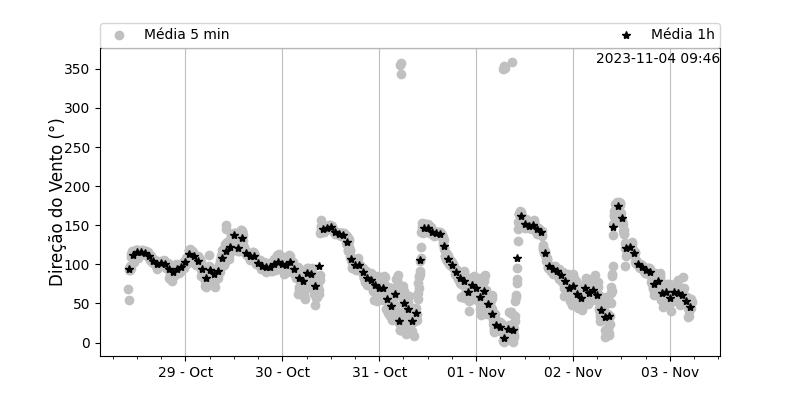 Média 5 min
Média 1h
2023-11-04 09:46
Direção do Vento (°)
350
300
250
200
150
100
50
0
29 - Oct
30 - Oct
31 - Oct
01 - Nov
02 - Nov
03 - Nov